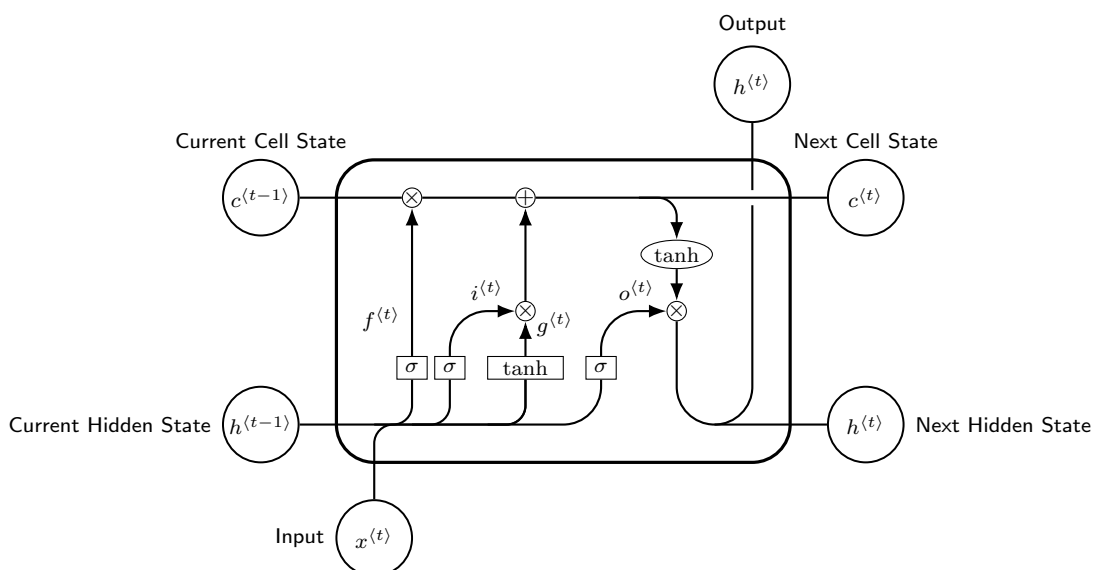 Output
h⟨t⟩
Current Cell State
Next Cell State
c⟨t−1⟩
×
+
c⟨t⟩
tanh
i⟨t⟩
o⟨t⟩
×
×
f⟨t⟩
g⟨t⟩
σ
σ
tanh
σ
Current Hidden State
h⟨t−1⟩
h⟨t⟩
Next Hidden State
Input
x⟨t⟩